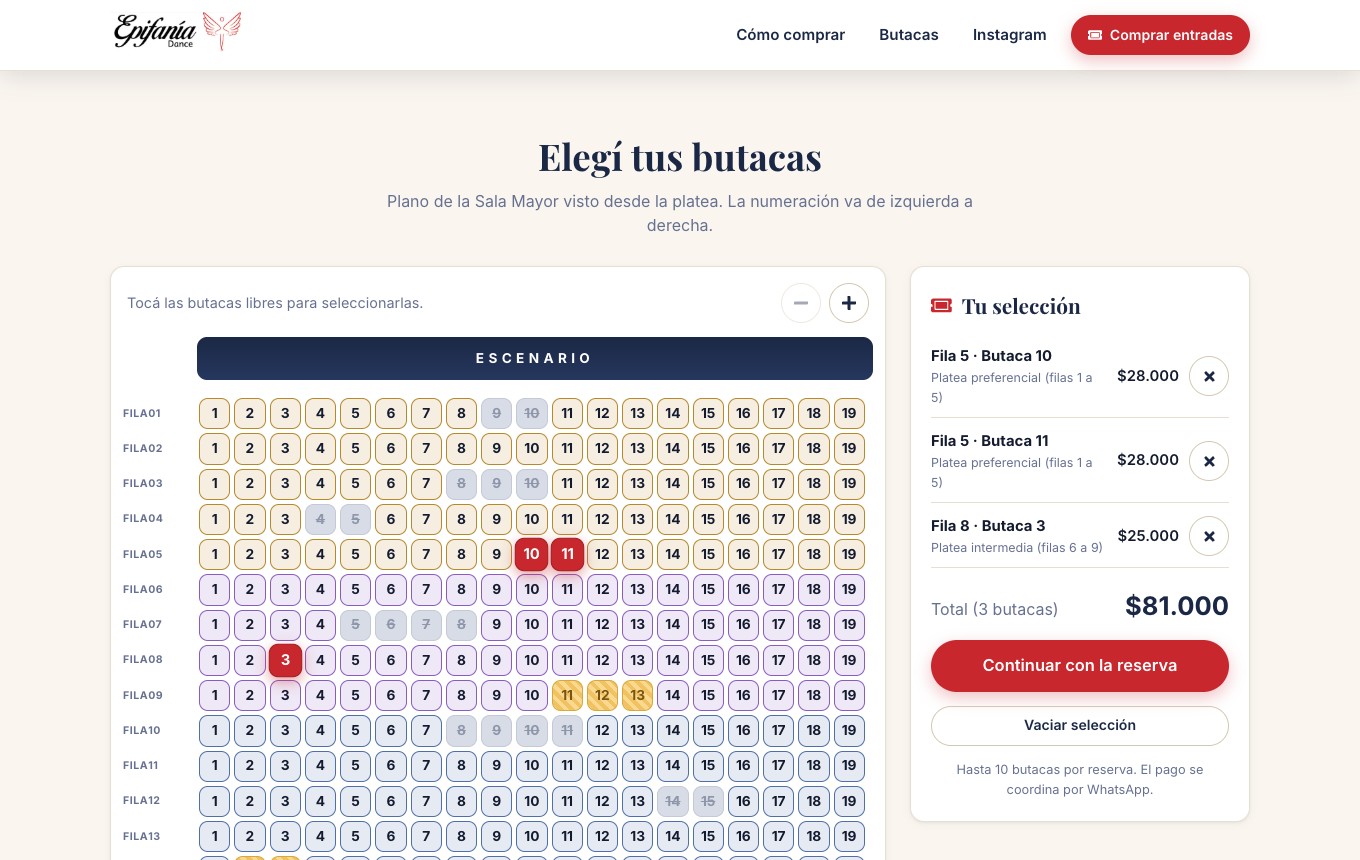 Epifanía
Dance
Cómo comprar
Butacas
Instagram
Comprar entradas
Elegí tus butacas
Plano de la Sala Mayor visto desde la platea. La numeración va de izquierda a
derecha.
Tocá las butacas libres para seleccionarlas.
ESCENARIO
FILA01 1 2 3 4 5 6 7 8 9 10 11 12 13 14 15 16 17 18 19
FILA02 1 2 3 4 5 6 7 8 9 10 11 12 13 14 15 16 17 18 19
FILA03 1 2 3 4 5 6 7 8 9 10 11 12 13 14 15 16 17 18 19
FILA04 1 2 3 4 5 6 7 8 9 10 11 12 13 14 15 16 17 18 19
FILA05 1 2 3 4 5 6 7 8 9 10 11 12 13 14 15 16 17 18 19
FILA06 1 2 3 4 5 6 7 8 9 10 11 12 13 14 15 16 17 18 19
FILA07 1 2 3 4 5 6 7 8 9 10 11 12 13 14 15 16 17 18 19
FILA08 1 2 3 4 5 6 7 8 9 10 11 12 13 14 15 16 17 18 19
FILA09 1 2 3 4 5 6 7 8 9 10 11 12 13 14 15 16 17 18 19
FILA10 1 2 3 4 5 6 7 8 9 10 11 12 13 14 15 16 17 18 19
FILA11 1 2 3 4 5 6 7 8 9 10 11 12 13 14 15 16 17 18 19
FILA12 1 2 3 4 5 6 7 8 9 10 11 12 13 14 15 16 17 18 19
FILA13 1 2 3 4 5 6 7 8 9 10 11 12 13 14 15 16 17 18 19
Tu selección
Fila 5 · Butaca 10
Platea preferencial (filas 1 a
5)
$28.000
Fila 5 · Butaca 11
Platea preferencial (filas 1 a
5)
$28.000
Fila 8 · Butaca 3
Platea intermedia (filas 6 a 9)
$25.000
Total (3 butacas) $81.000
Continuar con la reserva
Vaciar selección
Hasta 10 butacas por reserva. El pago se
coordina por WhatsApp.